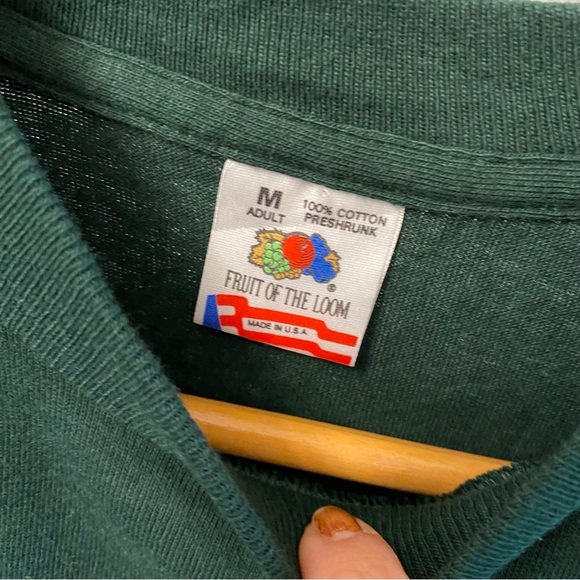 M 100% COTTON
ADULT PRESHRUNK
®
FRUIT OF THE LOOM
MADE IN U.S.A.